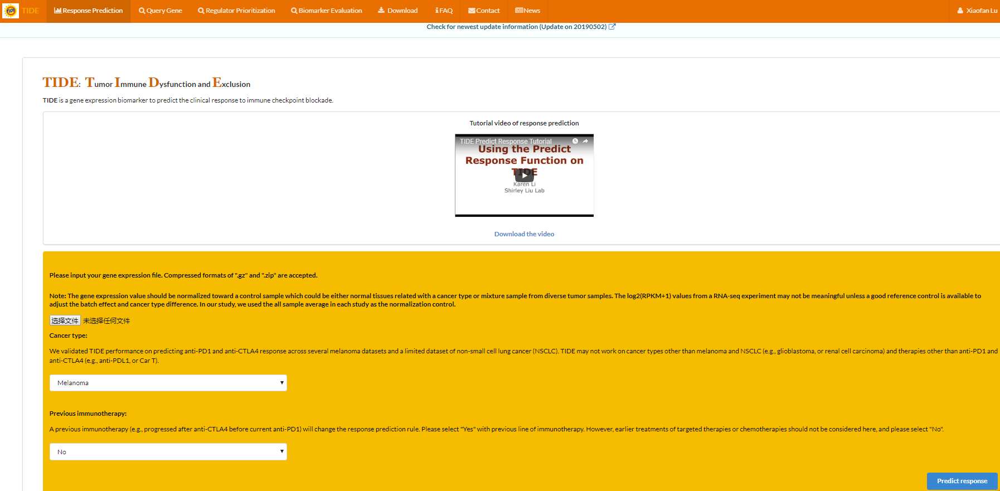 TIDE TIDE Response Prediction Query Gene Regulator Prioritization Biomarker Evaluation Download FAQ Contact News Xiaofan Lu
Check for newest update information (Update on 20190502)
TIDE: Tumor Immune Dysfunction and Exclusion
TIDE is a gene expression biomarker to predict the clinical response to immune checkpoint blockade.
Tutorial video of response prediction
TIDE Predict Response Tutorial
Using the Predict
Response Function on
TIDE
Karen Li
Shirley Liu Lab
Download the video
Please input your gene expression file. Compressed formats of ".gz" and ".zip" are accepted.
Note: The gene expression value should be normalized toward a control sample which could be either normal tissues related with a cancer type or mixture sample from diverse tumor samples. The log2(RPKM+1) values from a RNA-seq experiment may not be meaningful unless a good reference control is available to
adjust the batch effect and cancer type difference. In our study, we used the all sample average in each study as the normalization control.
选择文件 未选择任何文件
Cancer type:
We validated TIDE performance on predicting anti-PD1 and anti-CTLA4 response across several melanoma datasets and a limited dataset of non-small cell lung cancer (NSCLC). TIDE may not work on cancer types other than melanoma and NSCLC (e.g., glioblastoma, or renal cell carcinoma) and therapies other than anti-PD1 and
anti-CTLA4 (e.g., anti-PDL1, or Car T).
Melanoma
Previous immunotherapy:
A previous immunotherapy (e.g., progressed after anti-CTLA4 before current anti-PD1) will change the response prediction rule. Please select "Yes" with previous line of immunotherapy. However, earlier treatments of targeted therapies or chemotherapies should not be considered here, and please select "No".
No
Predict response